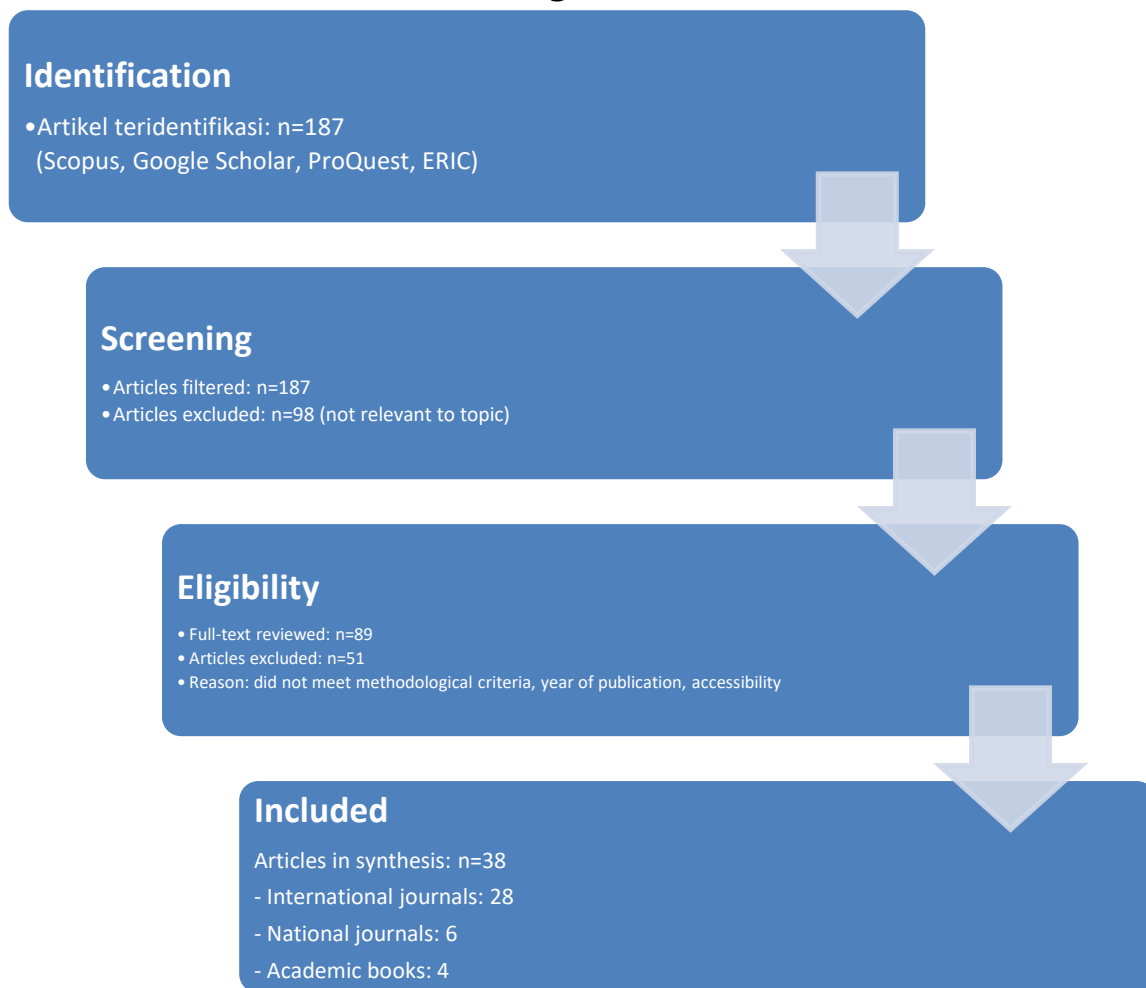 Identification
•Artikel teridentifikasi: n=187
(Scopus, Google Scholar, ProQuest, ERIC)
Screening
•Articles filtered: n=187
•Articles excluded: n=98 (not relevant to topic)
Eligibility
•Full-text reviewed: n=89
•Articles excluded: n=51
•Reason: did not meet methodological criteria, year of publication, accessibility
Included
Articles in synthesis: n=38
- International journals: 28
- National journals: 6
- Academic books: 4